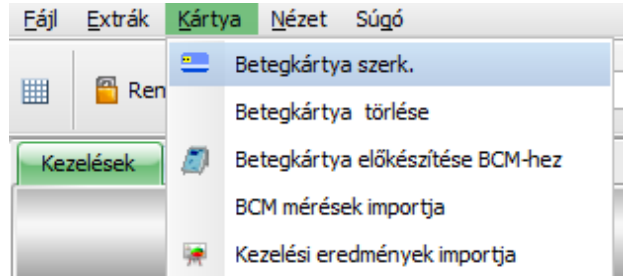 Fájl Extrák Kártya Nézet Súgó
Betegkártya szerk.
Ren
Betegkártya törlése
Kezelések
Betegkártya előkészítése BCM-hez
BCM mérések importja
Kezelési eredmények importja